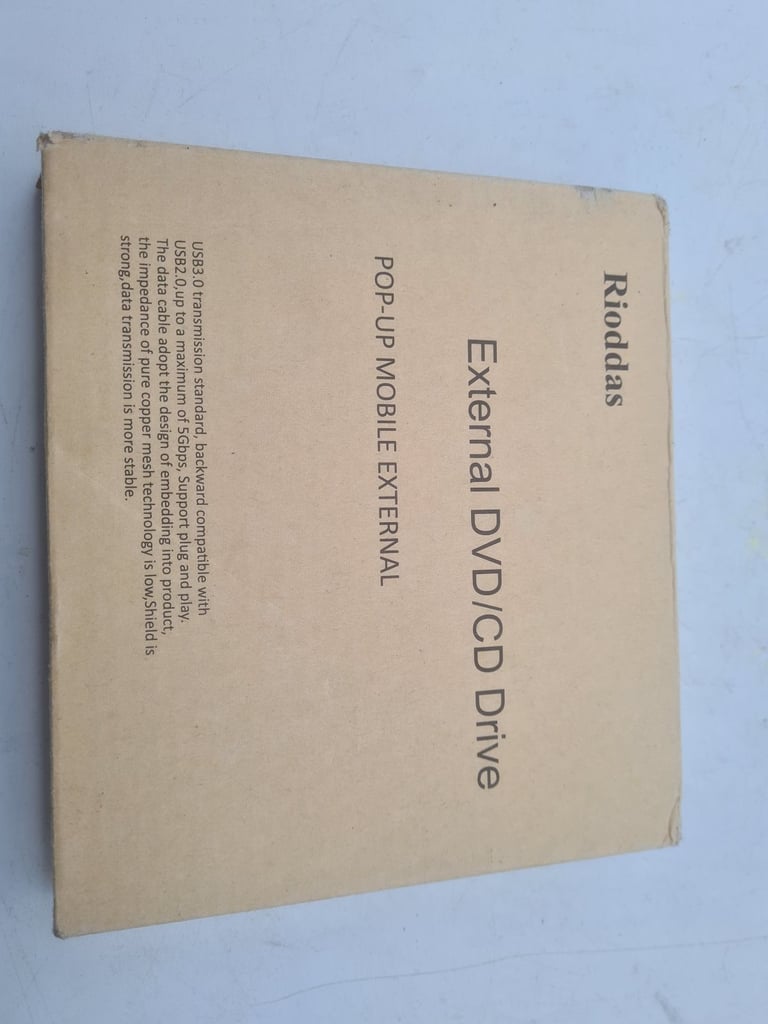 Rioddas
External DVD/CD Drive
POP-UP MOBILE EXTERNAL
USB3.0 transmission standard, backward compatible with
USB2.0,up to a maximum of 5Gbps, Support plug and play.
The data cable adopt the design of embedding into product,
the impedance of pure copper mesh technology is low,Shield is
strong,data transmission is more stable.